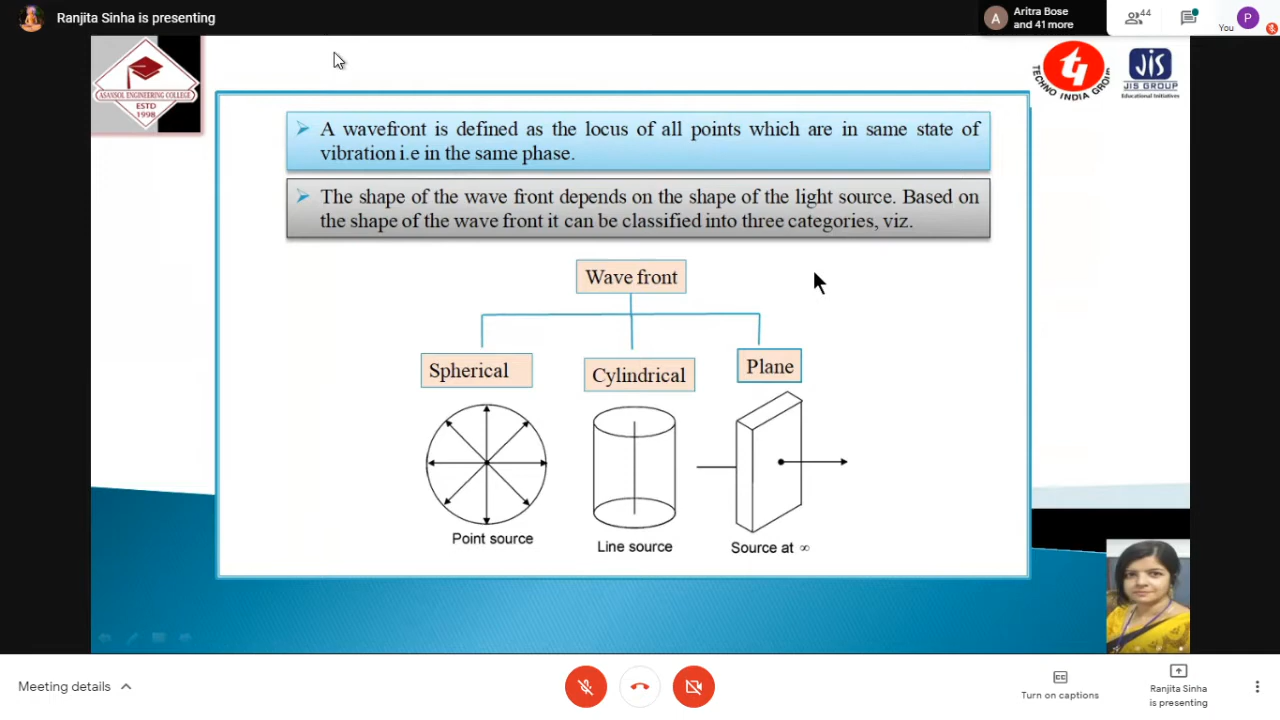 Ranjita Sinha is presenting
Aritra Bose
and 41 more
A
44
You
P
ASANSOL ENGINEERING COLLEGE
ESTD
1998
TECHNO INDIA GROUP
JIS
JIS GROUP
Educational Initiatives
➢ A wavefront is defined as the locus of all points which are in same state of
vibration i.e in the same phase.
➢ The shape of the wave front depends on the shape of the light source. Based on
the shape of the wave front it can be classified into three categories, viz.
Wave front
Spherical
Cylindrical
Plane
Point source
Line source
Source at ∞
Meeting details
CC
Turn on captions
Ranjita Sinha
is presenting